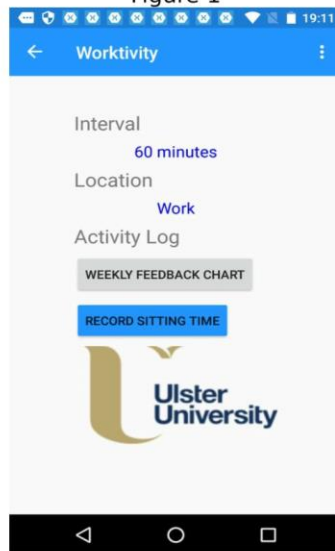 Figure 1
19:11
Worktivity
Interval
60 minutes
Location
Work
Activity Log
WEEKLY FEEDBACK CHART
RECORD SITTING TIME
Ulster
University